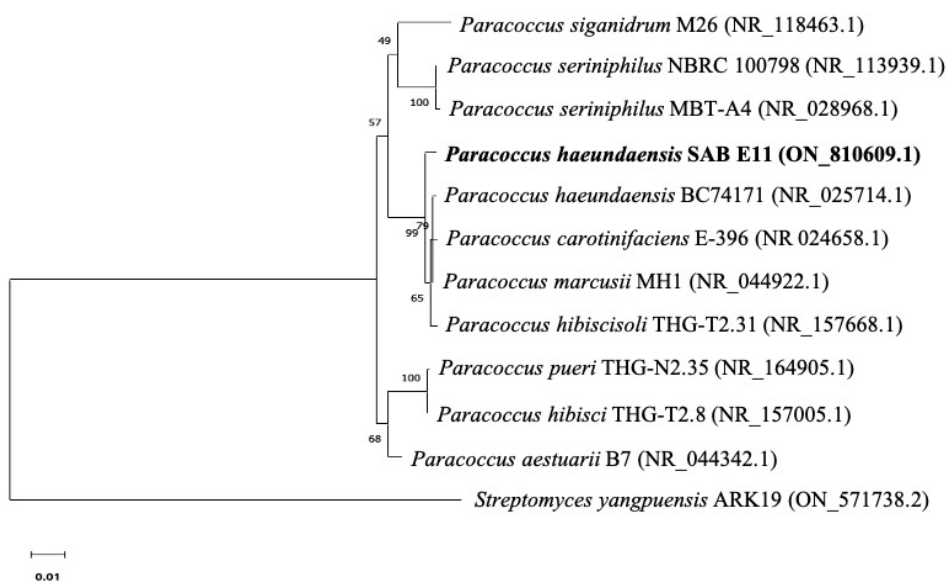 Paracoccus siganidrum M26 (NR_118463.1)
49
Paracoccus seriniphilus NBRC 100798 (NR_113939.1)
100
Paracoccus seriniphilus MBT-A4 (NR_028968.1)
57
Paracoccus haeundaensis SAB E11 (ON_810609.1)
Paracoccus haeundaensis BC74171 (NR_025714.1)
79
99
Paracoccus carotinifaciens E-396 (NR 024658.1)
Paracoccus marcusii MH1 (NR_044922.1)
65
Paracoccus hibiscisoli THG-T2.31 (NR_157668.1)
Paracoccus pueri THG-N2.35 (NR_164905.1)
100
Paracoccus hibisci THG-T2.8 (NR_157005.1)
68
Paracoccus aestuarii B7 (NR_044342.1)
Streptomyces yangpuensis ARK19 (ON_571738.2)
0.01